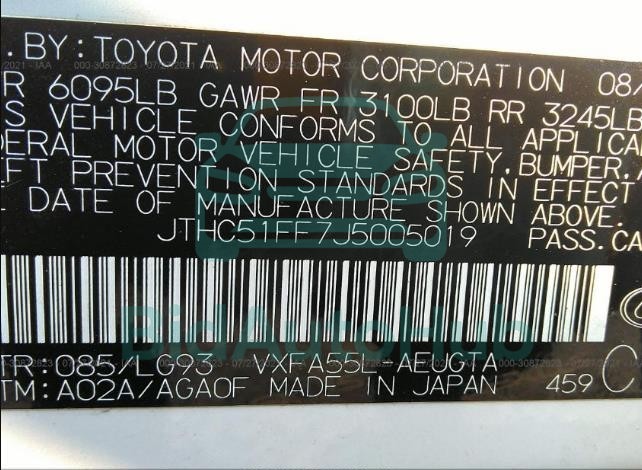 . BY: TOYOTA MOTOR CORPORATION 08/
R 6095LB GAWR FR 3100LB RR 3245LB
S VEHICLE CONFORMS TO ALL APPLICA
DERAL MOTOR VEHICLE SAFETY, BUMPER, A
EFT PREVENTION STANDARDS IN EFFECT
E DATE OF MANUFACTURE SHOWN ABOVE.
JTHC51FF7J5005019 PASS.CA
BidAutoHub
R: 085/LC03 VXFA55L-AEUGTA C
TM: A02A/AGA0F MADE IN JAPAN 459